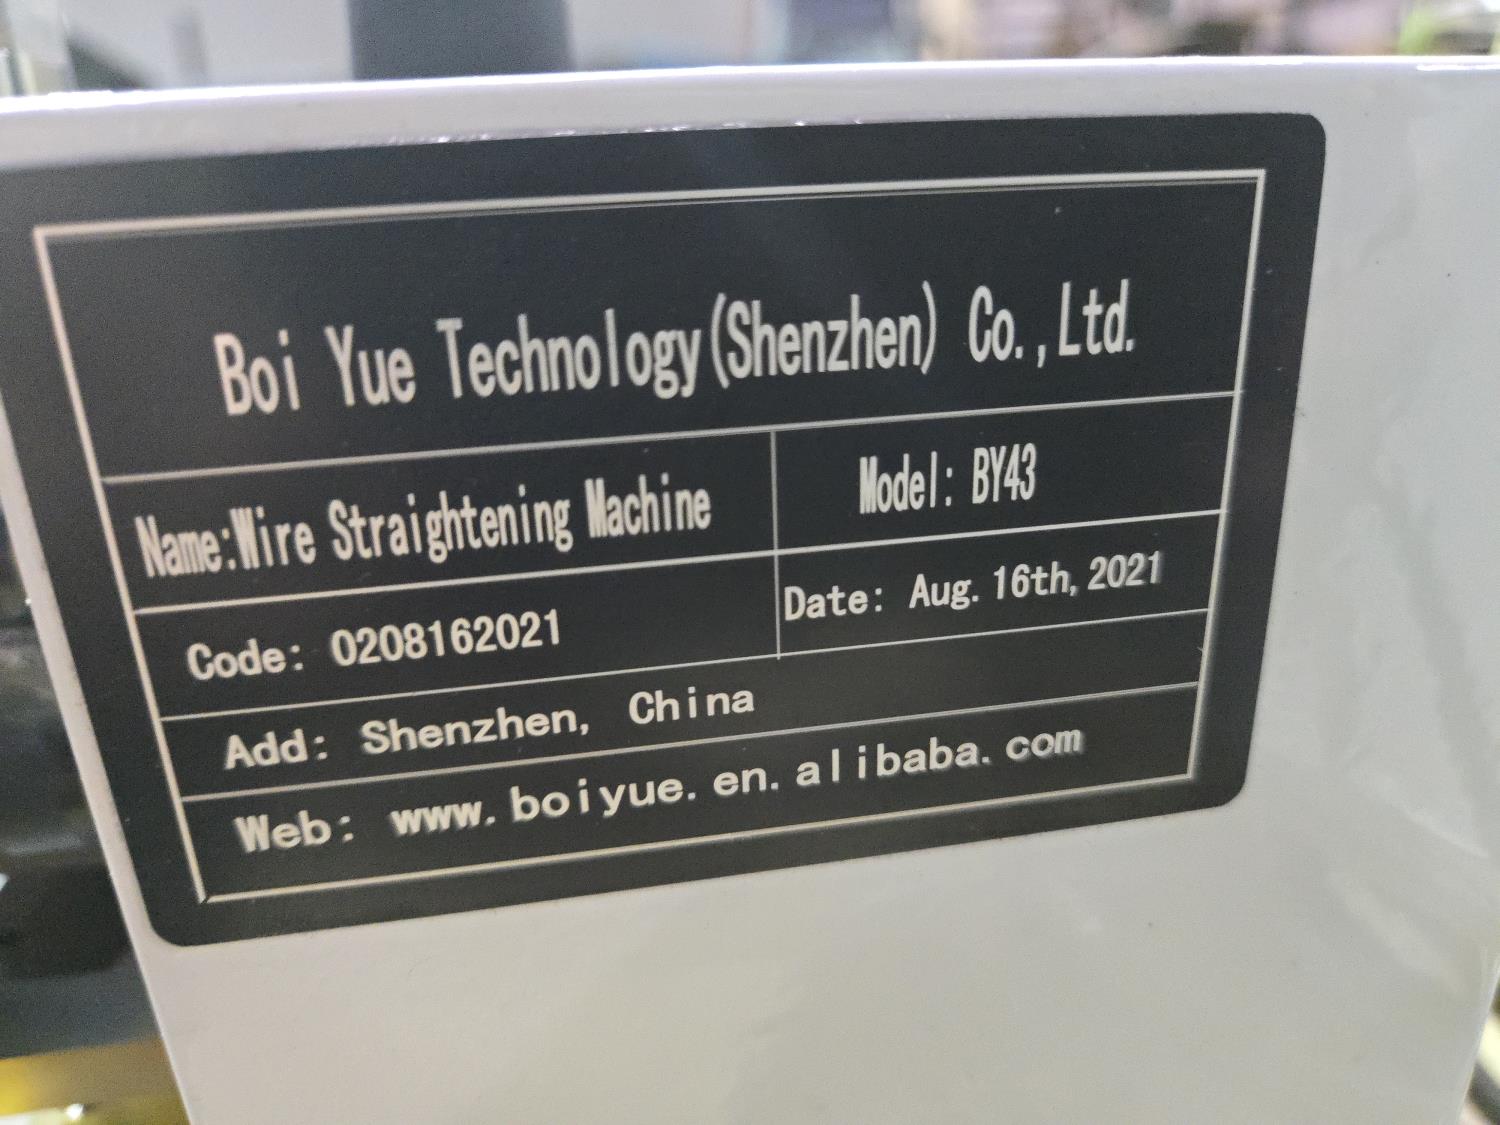 Boi Yue Technology(Shenzhen) Co.,Ltd.
Name:Wire Straightening Machine Model: BY43
Code: 0208162021 Date: Aug. 16th, 2021
Add: Shenzhen, China
Web: www.boiyue.en.alibaba.com